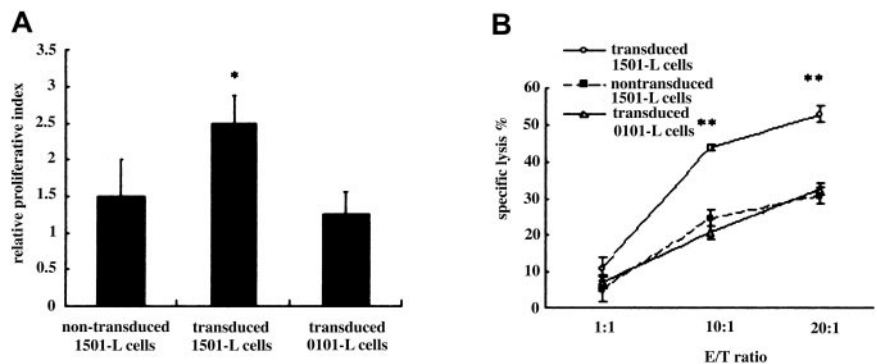 A
relative proliferative index
3.5
3
2.5
2
1.5
1
0.5
0
*
non-transduced
1501-L cells
transduced
1501-L cells
transduced
0101-L cells
B
transduced
1501-L cells
nontransduced
1501-L cells
transduced
0101-L cells
specific lysis %
60
50
40
30
20
10
0
**
**
1:1
10:1
20:1
E/T ratio